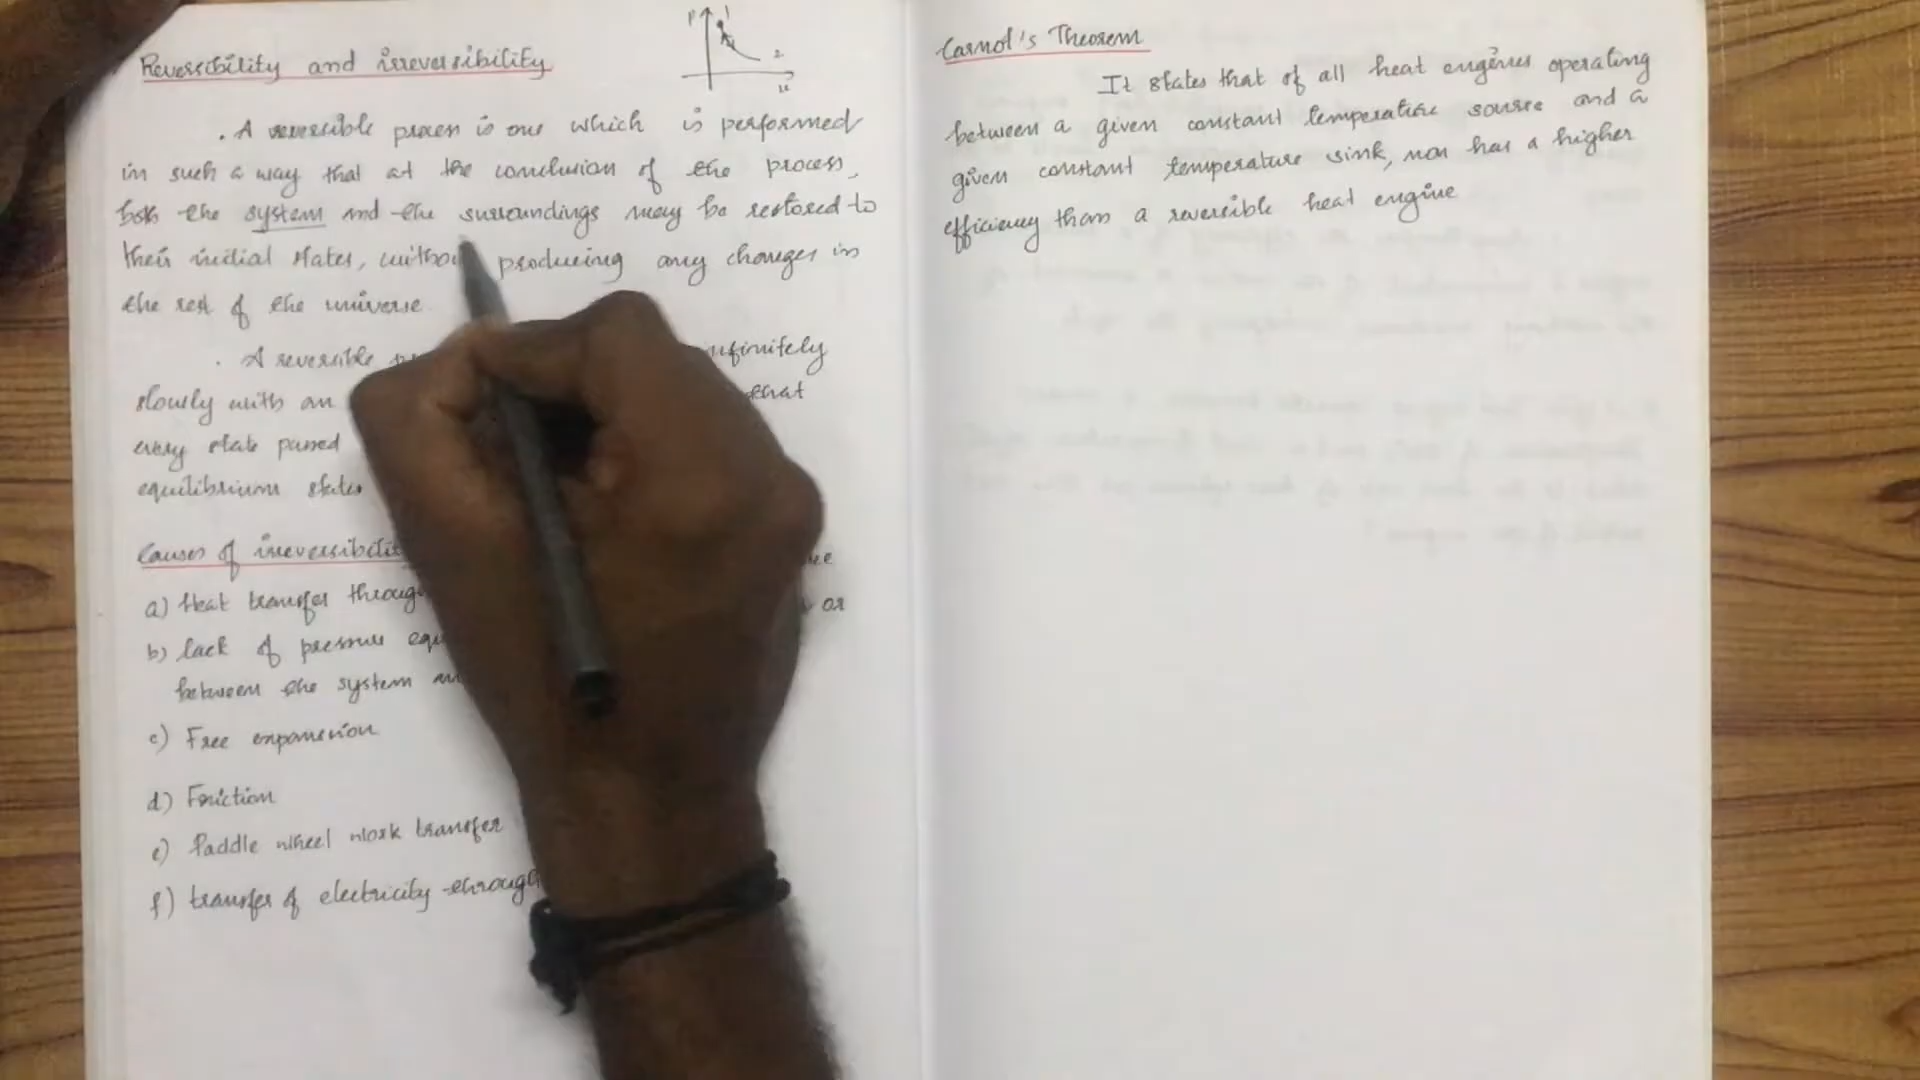 Reversibility and irreversibility
P 1
2
. A reversible process is one which is performed
in such a way that at the conclusion of the process,
both the system and the surroundings may be restored to
their initial states, producing any changes in
the rest of the universe
. A reversible infinitely
slowly with an that
every state passed
equilibrium states
Causes of
a) Heat transfer or
b) lack of pressure
between the system
c) Free expansion
d) Friction
e) Paddle wheel work transfer
f) transfer of electricity through
Carnot's Theorem
It states that of all heat engines operating
between a given constant temperature source and a
given constant temperature sink, non has a higher
efficiency than a reversible heat engine